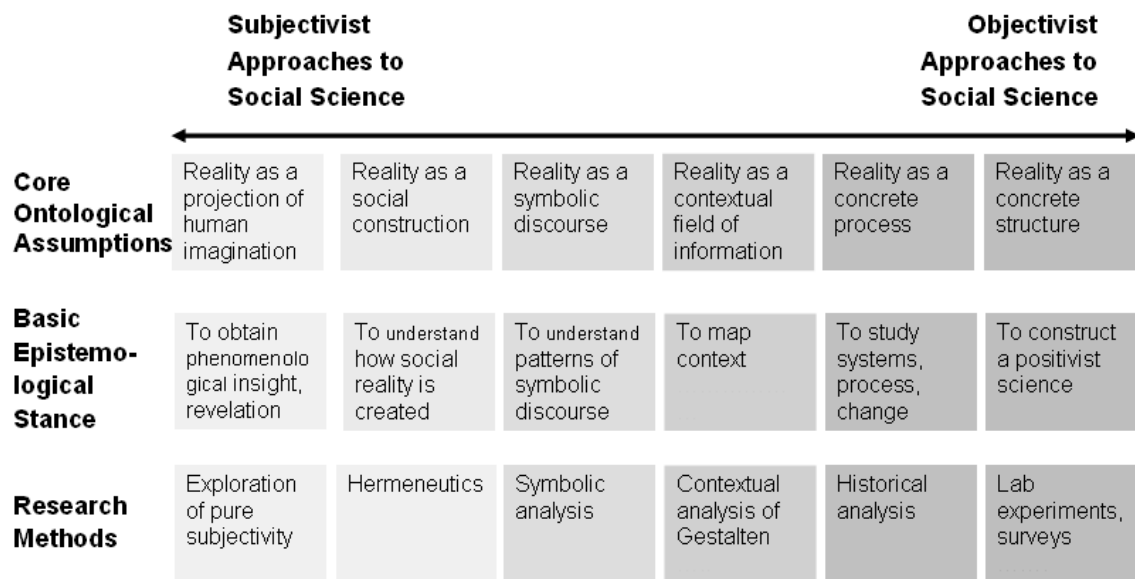 Subjectivist
Approaches to
Social Science
Objectivist
Approaches to
Social Science
Core
Ontological
Assumptions
Reality as a
projection of
human
imagination
Reality as a
social
construction
Reality as a
symbolic
discourse
Reality as a
contextual
field of
information
Reality as a
concrete
process
Reality as a
concrete
structure
Basic
Epistemo-
logical
Stance
To obtain
phenomenolo
gical insight,
revelation
To understand
how social
reality is
created
To understand
patterns of
symbolic
discourse
To map
context
To study
systems,
process,
change
To construct
a positivist
science
Research
Methods
Exploration
of pure
subjectivity
Hermeneutics
Symbolic
analysis
Contextual
analysis of
Gestalten
Historical
analysis
Lab
experiments,
surveys